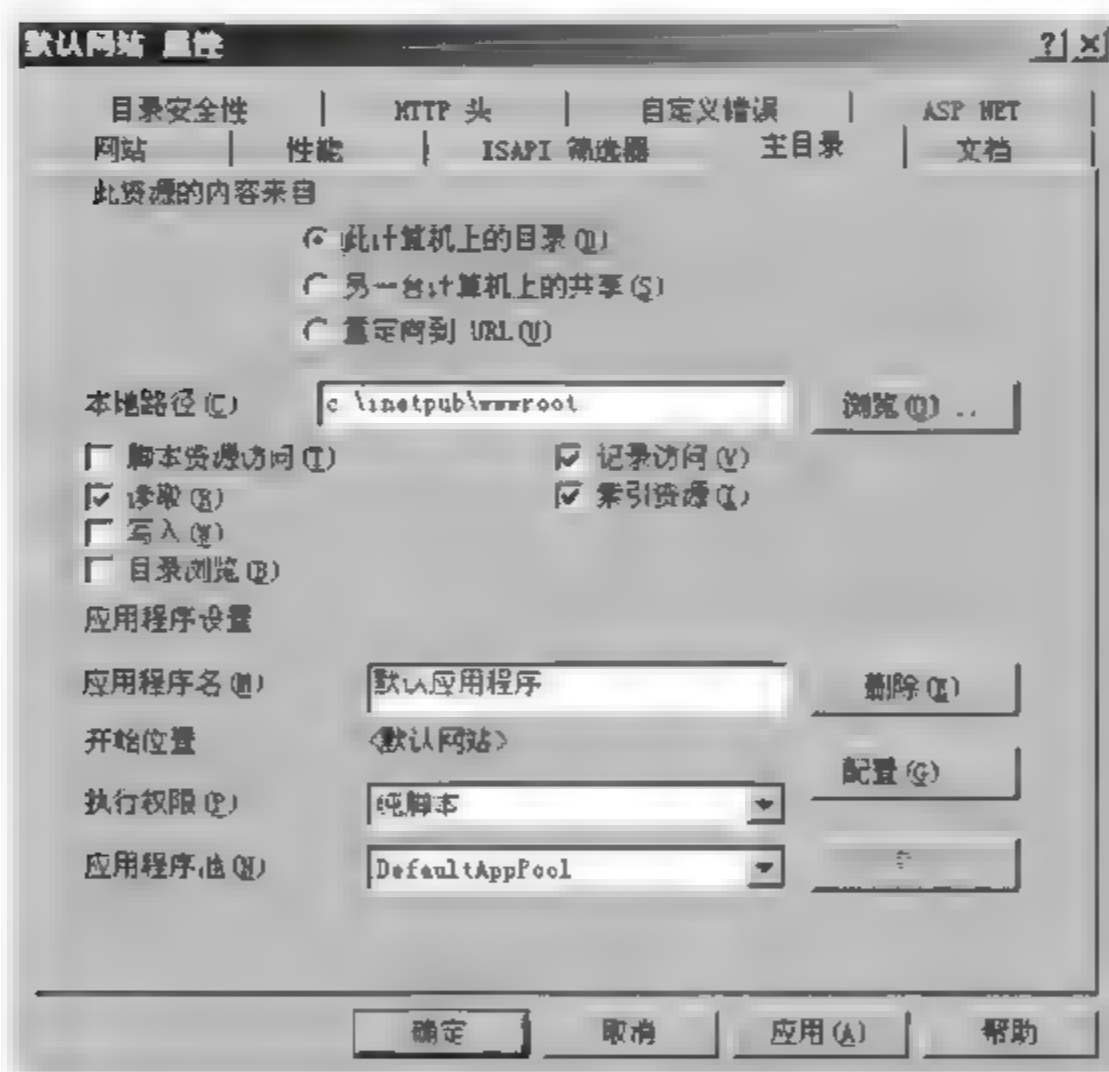 默认网站 属性
目录安全性 HTTP 头 自定义错误 ASP NET
网站 性能 ISAPI 筛选器 主目录 文档
此资源的内容来自
此计算机上的目录(D)
另一台计算机上的共享(S)
重定向到 URL(U)
本地路径(C) c \inetpub\wwwroot 浏览(O) ..
脚本资源访问(T) 记录访问(V)
读取(R) 索引资源(I)
写入(W)
目录浏览(B)
应用程序设置
应用程序名(M) 默认应用程序 删除(E)
开始位置 <默认网站>
配置(G)
执行权限(P) 纯脚本
应用程序池(N) DefaultAppPool
确定 取消 应用(A) 帮助